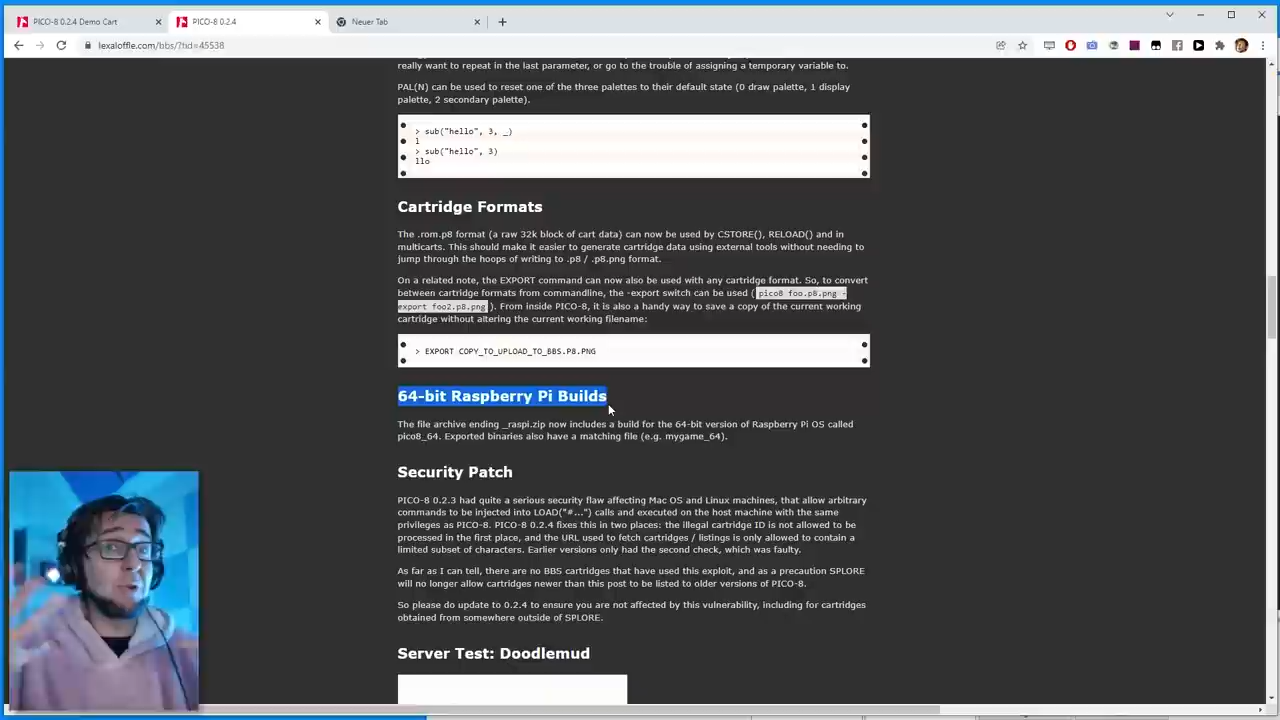 PICO-8 0.2.4 Demo Cart
PICO-8 0.2.4
Neuer Tab
lexaloffle.com/bbs/?tid=45538
really want to repeat in the last parameter, or go to the trouble of assigning a temporary variable to.
PAL(N) can be used to reset one of the three palettes to their default state (0 draw palette, 1 display
palette, 2 secondary palette).
> sub("hello", 3, _)
l
> sub("hello", 3)
llo
Cartridge Formats
The .rom.p8 format (a raw 32k block of cart data) can now be used by CSTORE(), RELOAD() and in
multicarts. This should make it easier to generate cartridge data using external tools without needing to
jump through the hoops of writing to .p8 / .p8.png format.
On a related note, the EXPORT command can now also be used with any cartridge format. So, to convert
between cartridge formats from commandline, the -export switch can be used ( pico8 foo.p8.png -
export foo2.p8.png ). From inside PICO-8, it is also a handy way to save a copy of the current working
cartridge without altering the current working filename:
> EXPORT COPY_TO_UPLOAD_TO_BBS.P8.PNG
64-bit Raspberry Pi Builds
The file archive ending _raspi.zip now includes a build for the 64-bit version of Raspberry Pi OS called
pico8_64. Exported binaries also have a matching file (e.g. mygame_64).
Security Patch
PICO-8 0.2.3 had quite a serious security flaw affecting Mac OS and Linux machines, that allow arbitrary
commands to be injected into LOAD("#...") calls and executed on the host machine with the same
privileges as PICO-8. PICO-8 0.2.4 fixes this in two places: the illegal cartridge ID is not allowed to be
processed in the first place, and the URL used to fetch cartridges / listings is only allowed to contain a
limited subset of characters. Earlier versions only had the second check, which was faulty.
As far as I can tell, there are no BBS cartridges that have used this exploit, and as a precaution SPLORE
will no longer allow cartridges newer than this post to be listed to older versions of PICO-8.
So please do update to 0.2.4 to ensure you are not affected by this vulnerability, including for cartridges
obtained from somewhere outside of SPLORE.
Server Test: Doodlemud